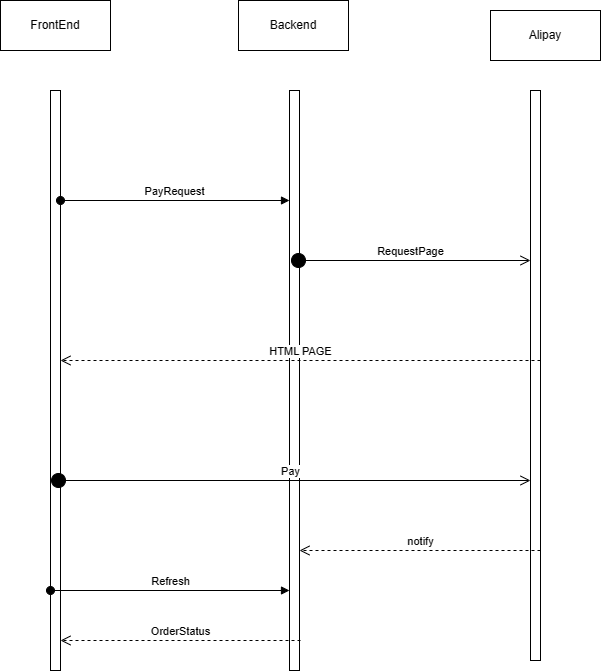 FrontEnd
Backend
Alipay
PayRequest
RequestPage
HTML PAGE
Pay
notify
Refresh
OrderStatus